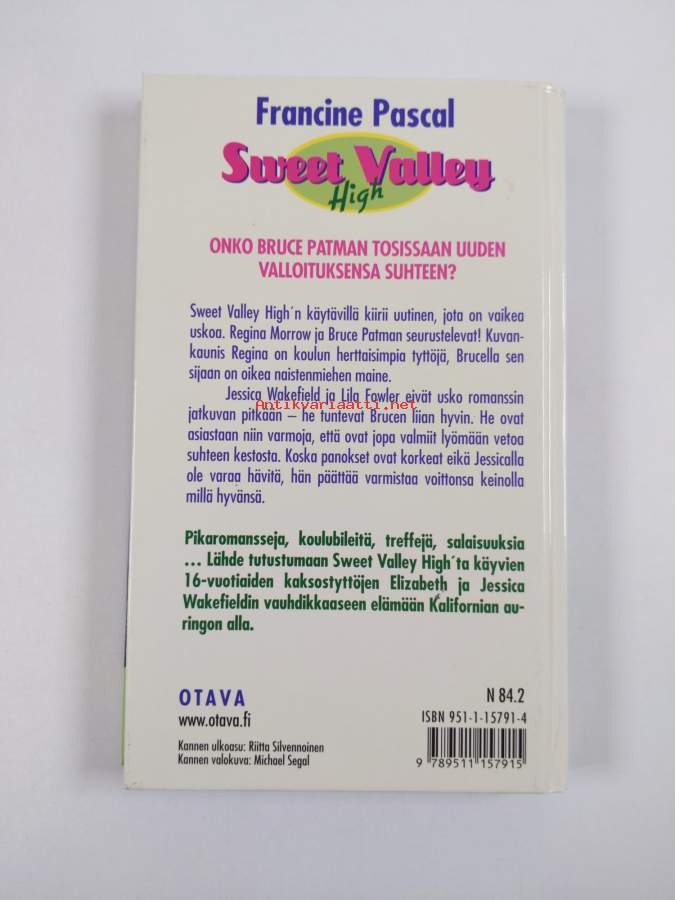 Francine Pascal
Sweet Valley
High
ONKO BRUCE PATMAN TOSISSAAN UUDEN
VALLOITUKSENSA SUHTEEN?
Sweet Valley High´n käytävillä kiirii uutinen, jota on vaikea
uskoa. Regina Morrow ja Bruce Patman seurustelevat! Kuvan-
kaunis Regina on koulun herttaisimpia tyttöjä, Brucella sen
sijaan on oikea naistenmiehen maine.
Jessica Wakefield ja Lila Fowler eivät usko romanssin
Antikvariaatti.net
jatkuvan pitkään – he tuntevat Brucen liian hyvin. He ovat
asiastaan niin varmoja, että ovat jopa valmiit lyömään vetoa
suhteen kestosta. Koska panokset ovat korkeat eikä Jessicalla
ole varaa hävitä, hän päättää varmistaa voittonsa keinolla
millä hyvänsä.
Pikaromansseja, koulubileitä, treffejä, salaisuuksia
... Lähde tutustumaan Sweet Valley High´ta käyvien
16-vuotiaiden kaksostyttöjen Elizabeth ja Jessica
Wakefieldin vauhdikkaaseen elämään Kalifornian au-
ringon alla.
OTAVA
www.otava.fi
Kannen ulkoasu: Riitta Silvennoinen
Kannen valokuva: Michael Segal
N 84.2
ISBN 951-1-15791-4
9 789511 157915